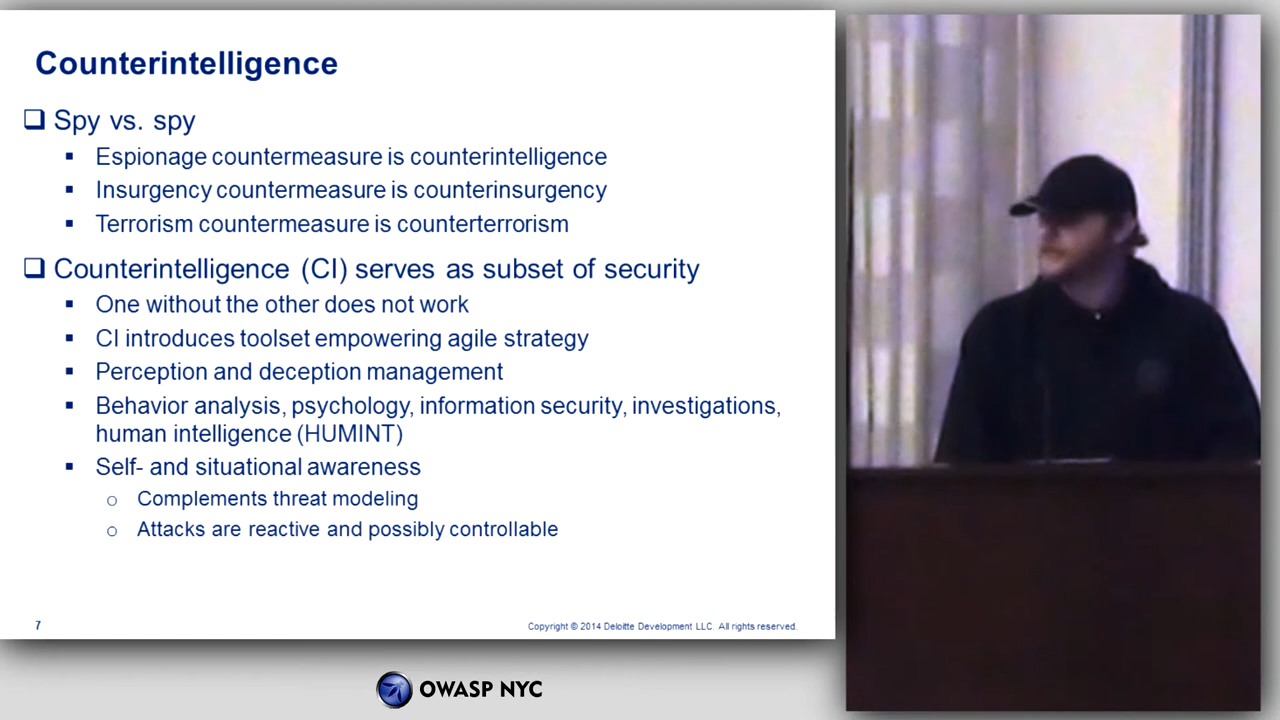 Counterintelligence
Spy vs. spy
Espionage countermeasure is counterintelligence
Insurgency countermeasure is counterinsurgency
Terrorism countermeasure is counterterrorism
Counterintelligence (CI) serves as subset of security
One without the other does not work
CI introduces toolset empowering agile strategy
Perception and deception management
Behavior analysis, psychology, information security, investigations,
human intelligence (HUMINT)
Self- and situational awareness
Complements threat modeling
Attacks are reactive and possibly controllable
7
Copyright © 2014 Deloitte Development LLC. All rights reserved.
OWASP NYC